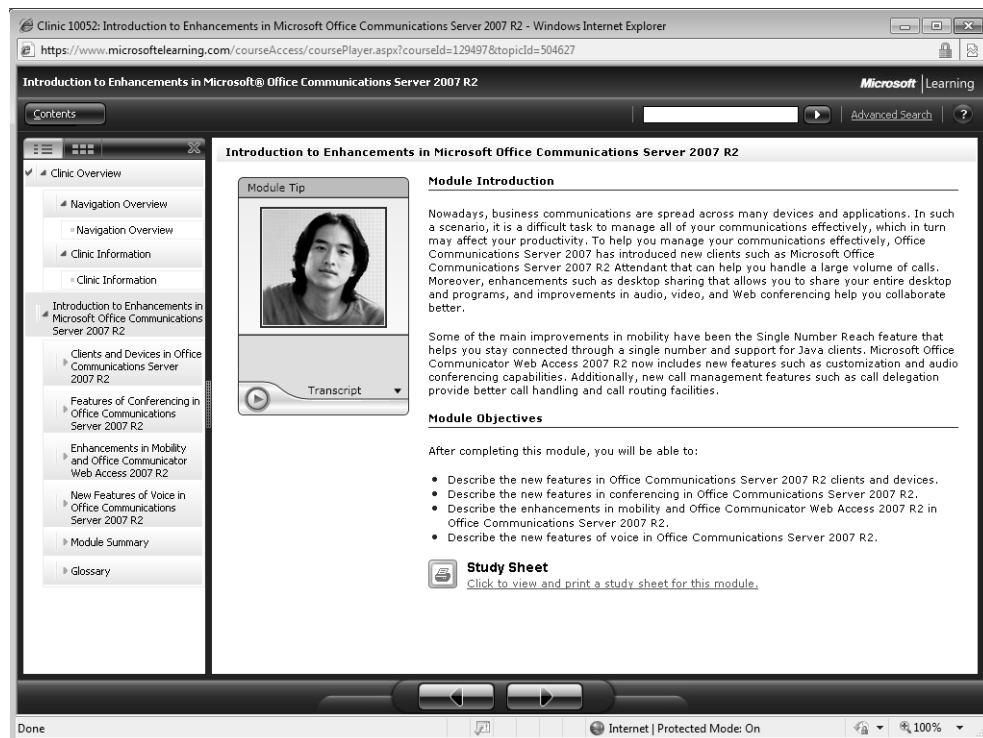 Clinic 10052: Introduction to Enhancements in Microsoft Office Communications Server 2007 R2 - Windows Internet Explorer
https://www.microsoftelearning.com/courseAccess/coursePlayer.aspx?courseId=129497&topicId=504627
Introduction to Enhancements in Microsoft® Office Communications Server 2007 R2
Microsoft | Learning
Contents
Advanced Search
?
Clinic Overview
Navigation Overview
Navigation Overview
Clinic Information
Clinic Information
Introduction to Enhancements in
Microsoft Office Communications
Server 2007 R2
Clients and Devices in Office
Communications Server
2007 R2
Features of Conferencing in
Office Communications
Server 2007 R2
Enhancements in Mobility
and Office Communicator
Web Access 2007 R2
New Features of Voice in
Office Communications
Server 2007 R2
Module Summary
Glossary
Introduction to Enhancements in Microsoft Office Communications Server 2007 R2
Module Tip
Transcript
Module Introduction
Nowadays, business communications are spread across many devices and applications. In such
a scenario, it is a difficult task to manage all of your communications effectively, which in turn
may affect your productivity. To help you manage your communications effectively, Office
Communications Server 2007 has introduced new clients such as Microsoft Office
Communications Server 2007 R2 Attendant that can help you handle a large volume of calls.
Moreover, enhancements such as desktop sharing that allows you to share your entire desktop
and programs, and improvements in audio, video, and Web conferencing help you collaborate
better.
Some of the main improvements in mobility have been the Single Number Reach feature that
helps you stay connected through a single number and support for Java clients. Microsoft Office
Communicator Web Access 2007 R2 now includes new features such as customization and audio
conferencing capabilities. Additionally, new call management features such as call delegation
provide better call handling and call routing facilities.
Module Objectives
After completing this module, you will be able to:
• Describe the new features in Office Communications Server 2007 R2 clients and devices.
• Describe the new features in conferencing in Office Communications Server 2007 R2.
• Describe the enhancements in mobility and Office Communicator Web Access 2007 R2 in
Office Communications Server 2007 R2.
• Describe the new features of voice in Office Communications Server 2007 R2.
Study Sheet
Click to view and print a study sheet for this module.
Done
Internet | Protected Mode: On
100%